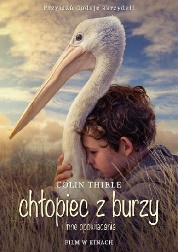 Przyjaźń dodaje skrzydeł!
COLIN THIELE
chłopiec z burzy
i inne opowiadania
FILM W KINACH